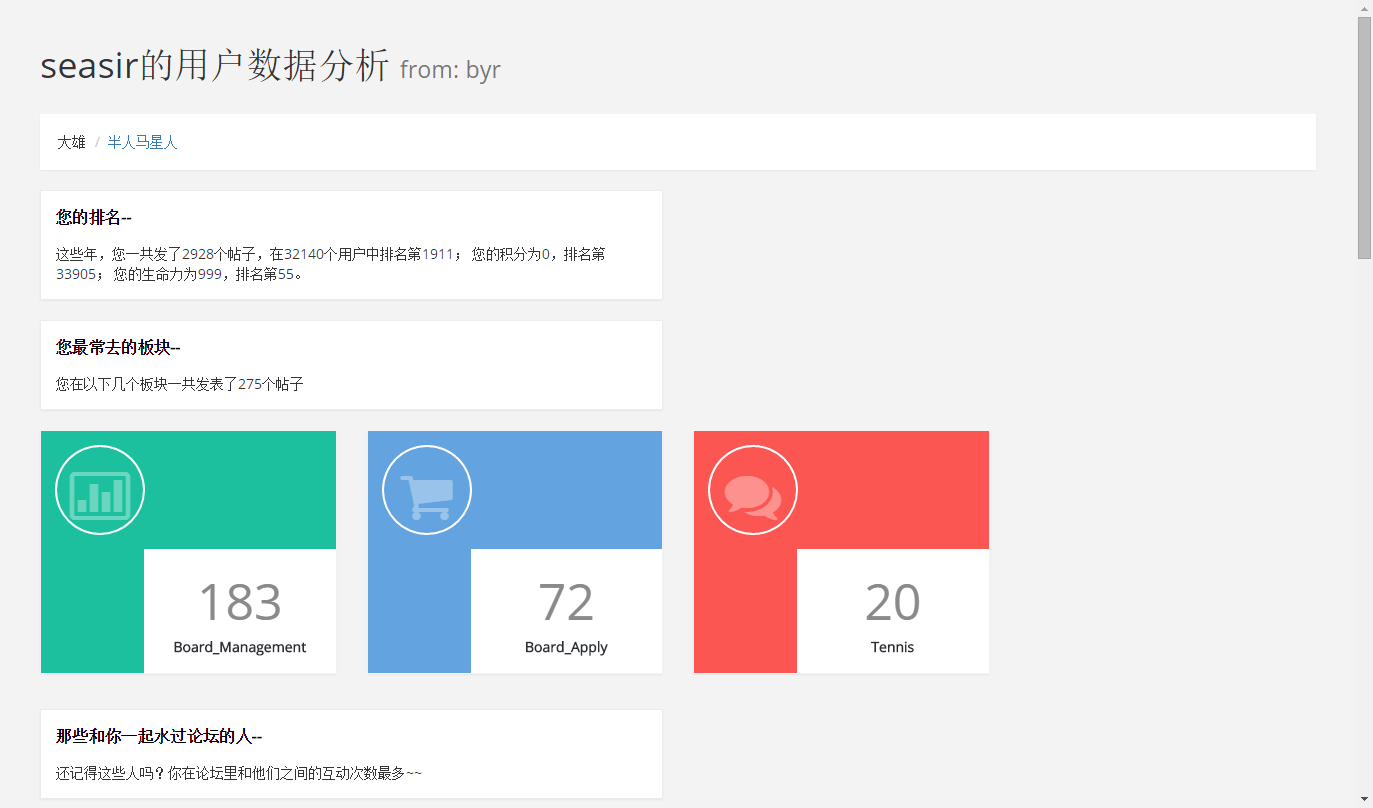 seasir的用户数据分析 from: byr
大雄 / 半人马星人
您的排名--
这些年，您一共发了2928个帖子，在32140个用户中排名第1911； 您的积分为0，排名第
33905； 您的生命力为999，排名第55。
您最常去的板块--
您在以下几个板块一共发表了275个帖子
183
Board_Management
72
Board_Apply
20
Tennis
那些和你一起水过论坛的人--
还记得这些人吗？你在论坛里和他们之间的互动次数最多~~